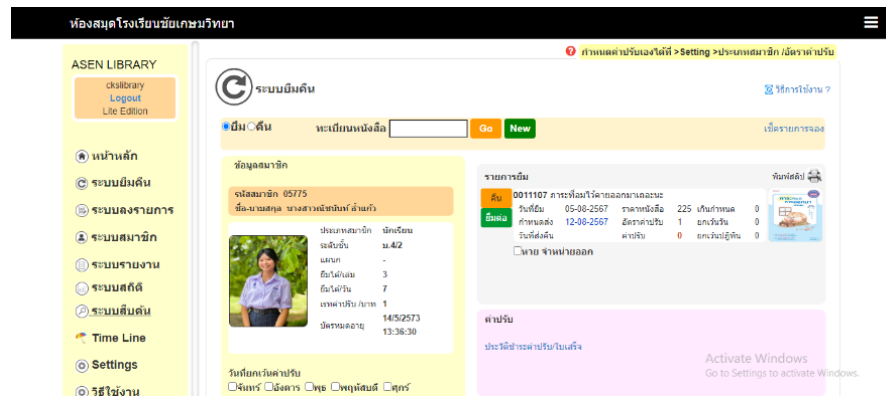 ห้องสมุดโรงเรียนชัยเกษมวิทยา
กำหนดค่าปรับเองได้ที่ >Setting >ประเภทสมาชิก /อัตราค่าปรับ
ASEN LIBRARY
ckslibrary
Logout
Lite Edition
หน้าหลัก
ระบบยืมคืน
ระบบลงรายการ
ระบบสมาชิก
ระบบรายงาน
ระบบสถิติ
ระบบสืบค้น
Time Line
Settings
วิธีใช้งาน
ระบบยืมคืน
วิธีการใช้งาน ?
ยืม คืน ทะเบียนหนังสือ Go New
เช็ครายการจอง
ข้อมูลสมาชิก
รหัสสมาชิก 05775
ชื่อ-นามสกุล นางสาวณัชนันท์ อ่ำแก้ว
ประเภทสมาชิก นักเรียน
ระดับชั้น ม.4/2
แผนก -
ยืมได้/เล่ม 3
ยืมได้/วัน 7
เรทค่าปรับ/บาท 1
บัตรหมดอายุ 14/5/2573
13:36:30
วันที่ยกเว้นค่าปรับ
จันทร์ อังคาร พุธ พฤหัสบดี ศุกร์
รายการยืม พิมพ์สลิป
คืน 0011107 ภาระที่อมไว้คายออกมาเถอะนะ
ยืมต่อ
วันที่ยืม 05-08-2567 ราคาหนังสือ 225 เกินกำหนด 0
กำหนดส่ง 12-08-2567 อัตราค่าปรับ 1 ยกเว้นวัน 0
วันที่ส่งคืน ค่าปรับ 0 ยกเว้นปฏิทิน 0
หาย จำหน่ายออก
ค่าปรับ
ประวัติชำระค่าปรับ/ใบเสร็จ
Activate Windows
Go to Settings to activate Windows.